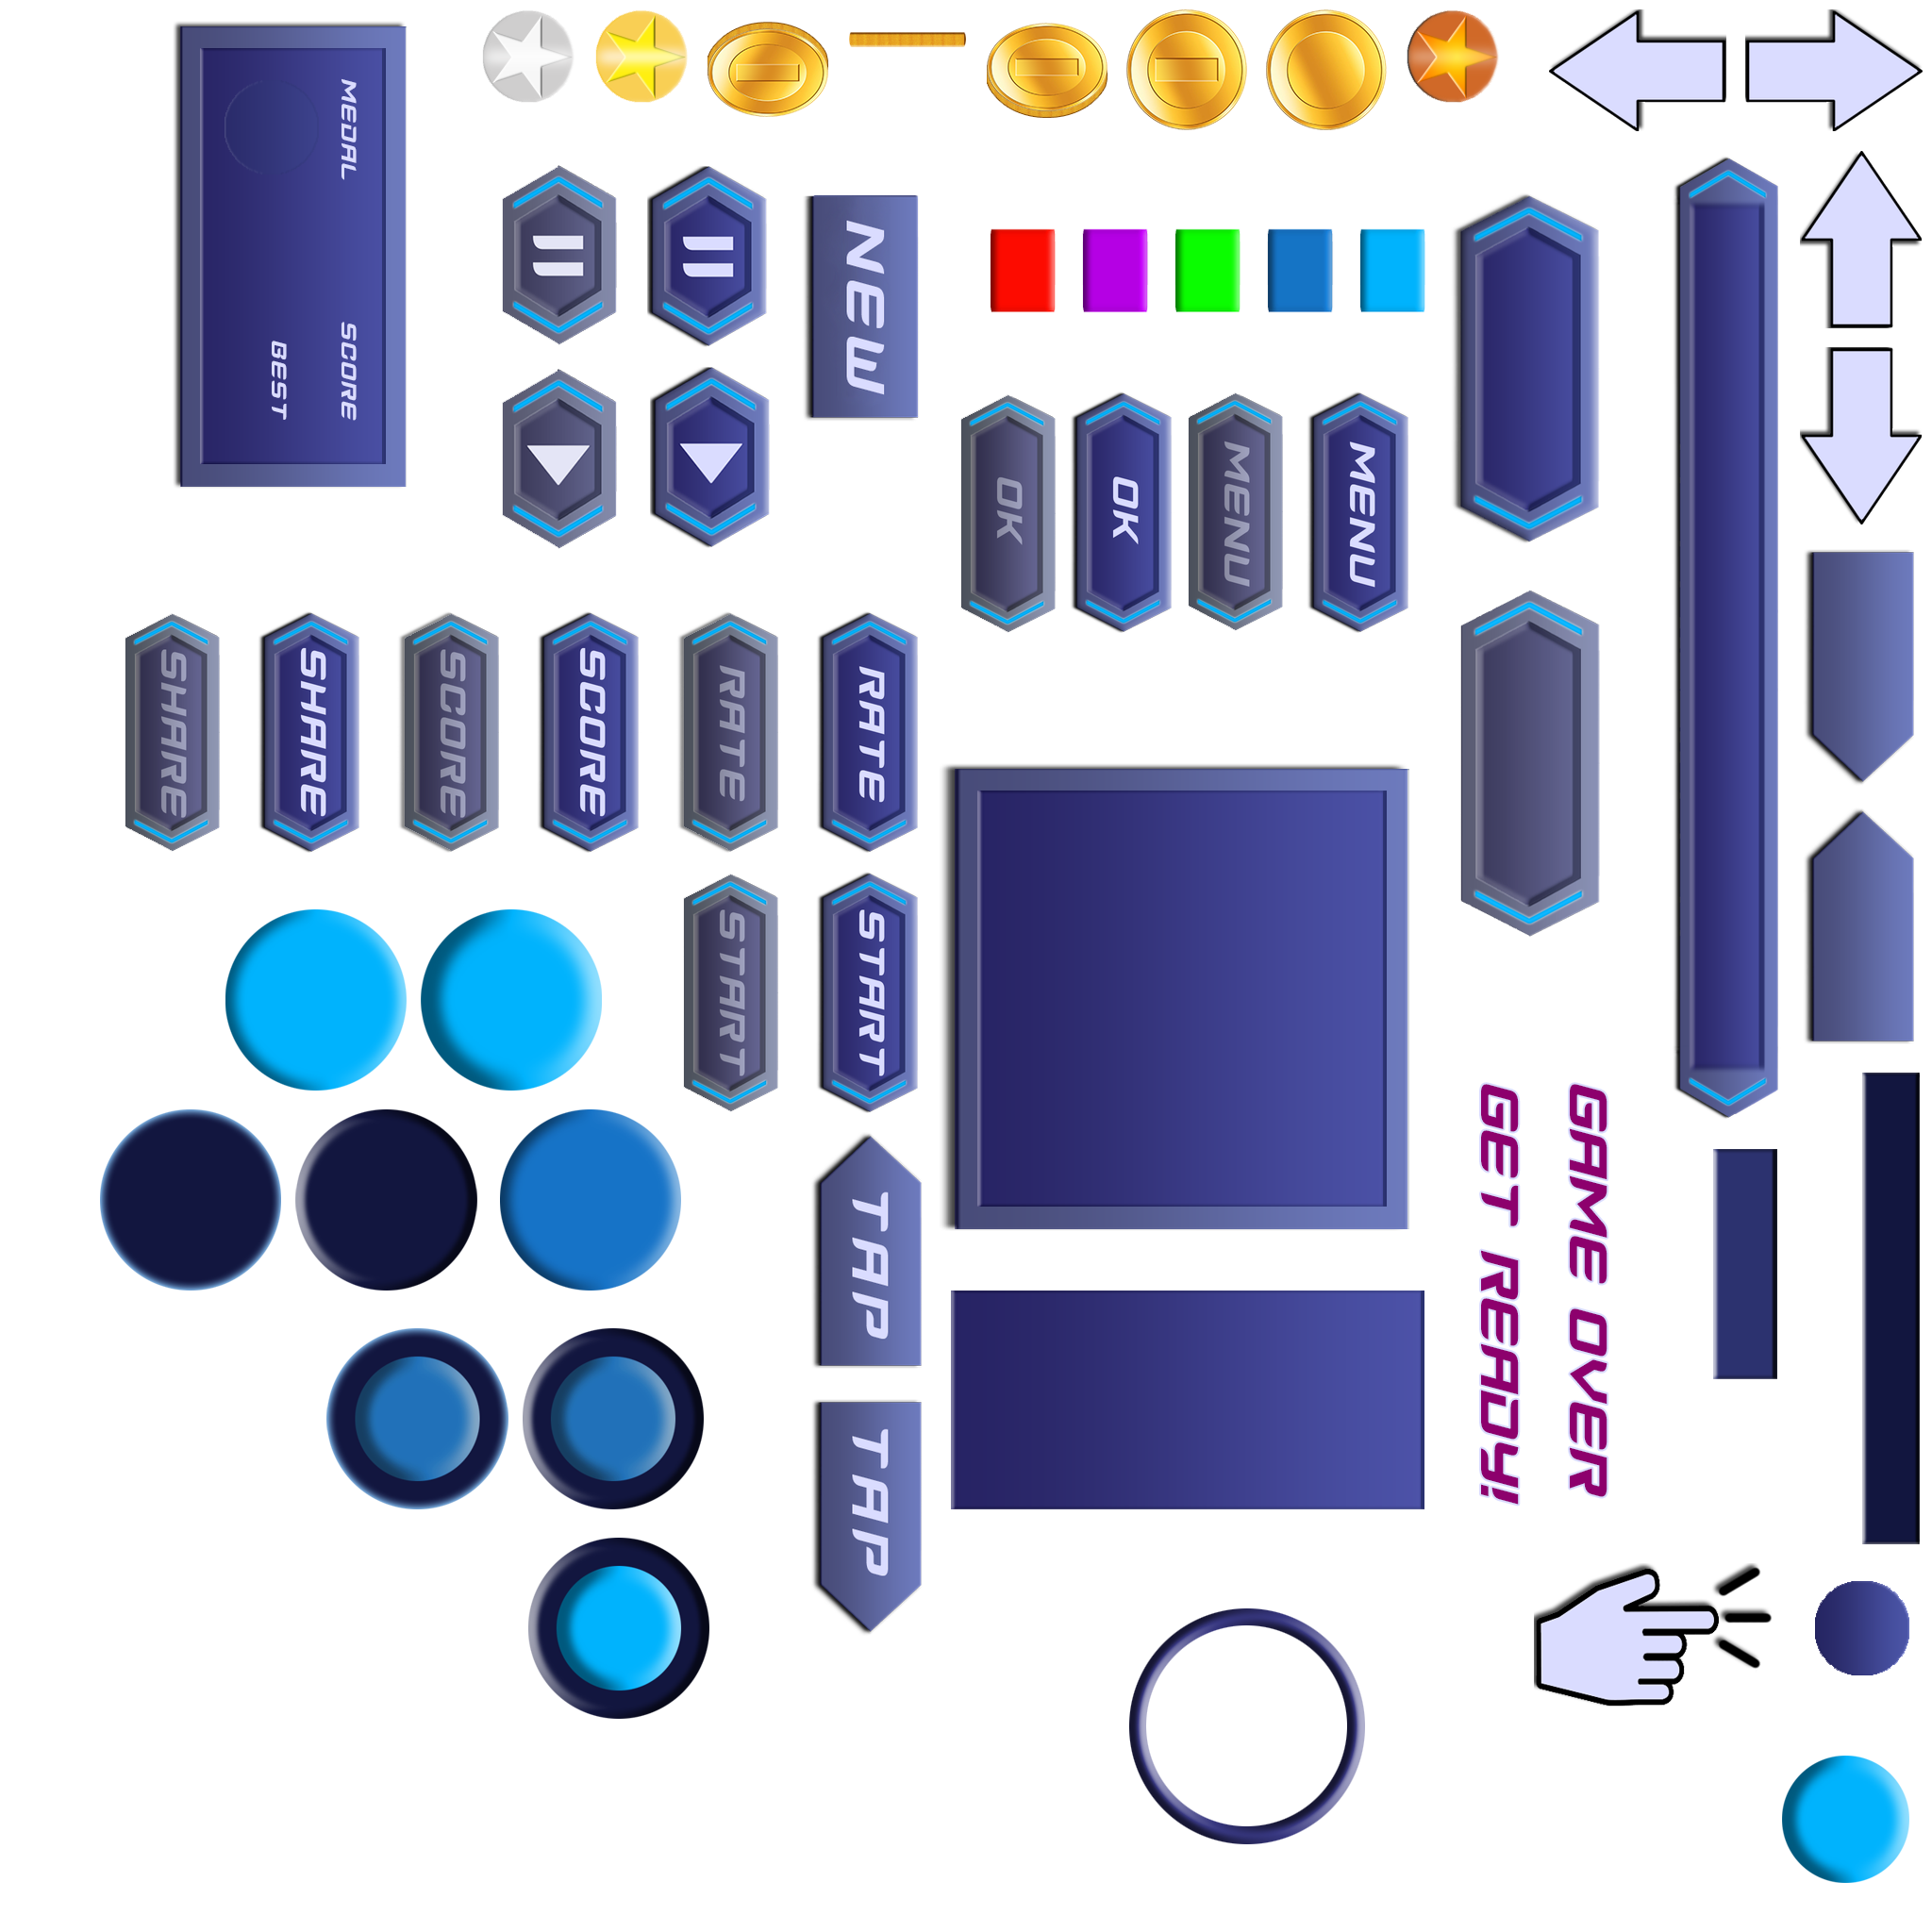 MEDAL
SCORE
BEST
NEW
OK
OK
MENU
MENU
SHARE
SHARE
SCORE
SCORE
RATE
RATE
START
START
TAP
TAP
GAME OVER
GET READY!